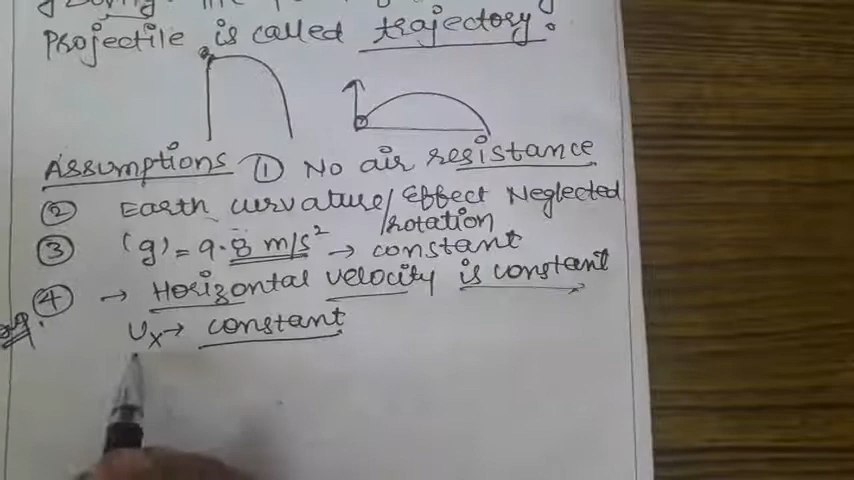 Projectile is called trajectory.
Assumptions ① No air resistance
② Earth curvature/Effect Neglected
/rotation
③ (g) = 9.8 m/s² → constant
④ → Horizontal velocity is constant
Ux → constant